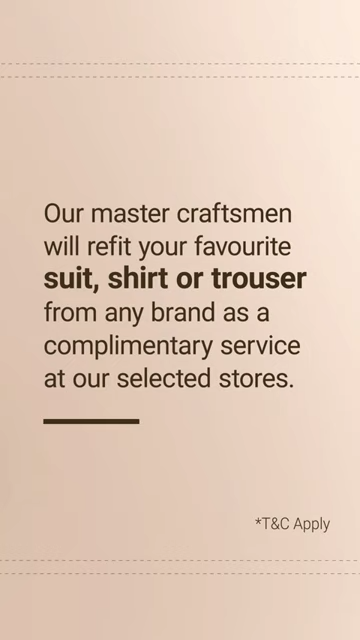 Our master craftsmen
will refit your favourite
suit, shirt or trouser
from any brand as a
complimentary service
at our selected stores.
*T&C Apply